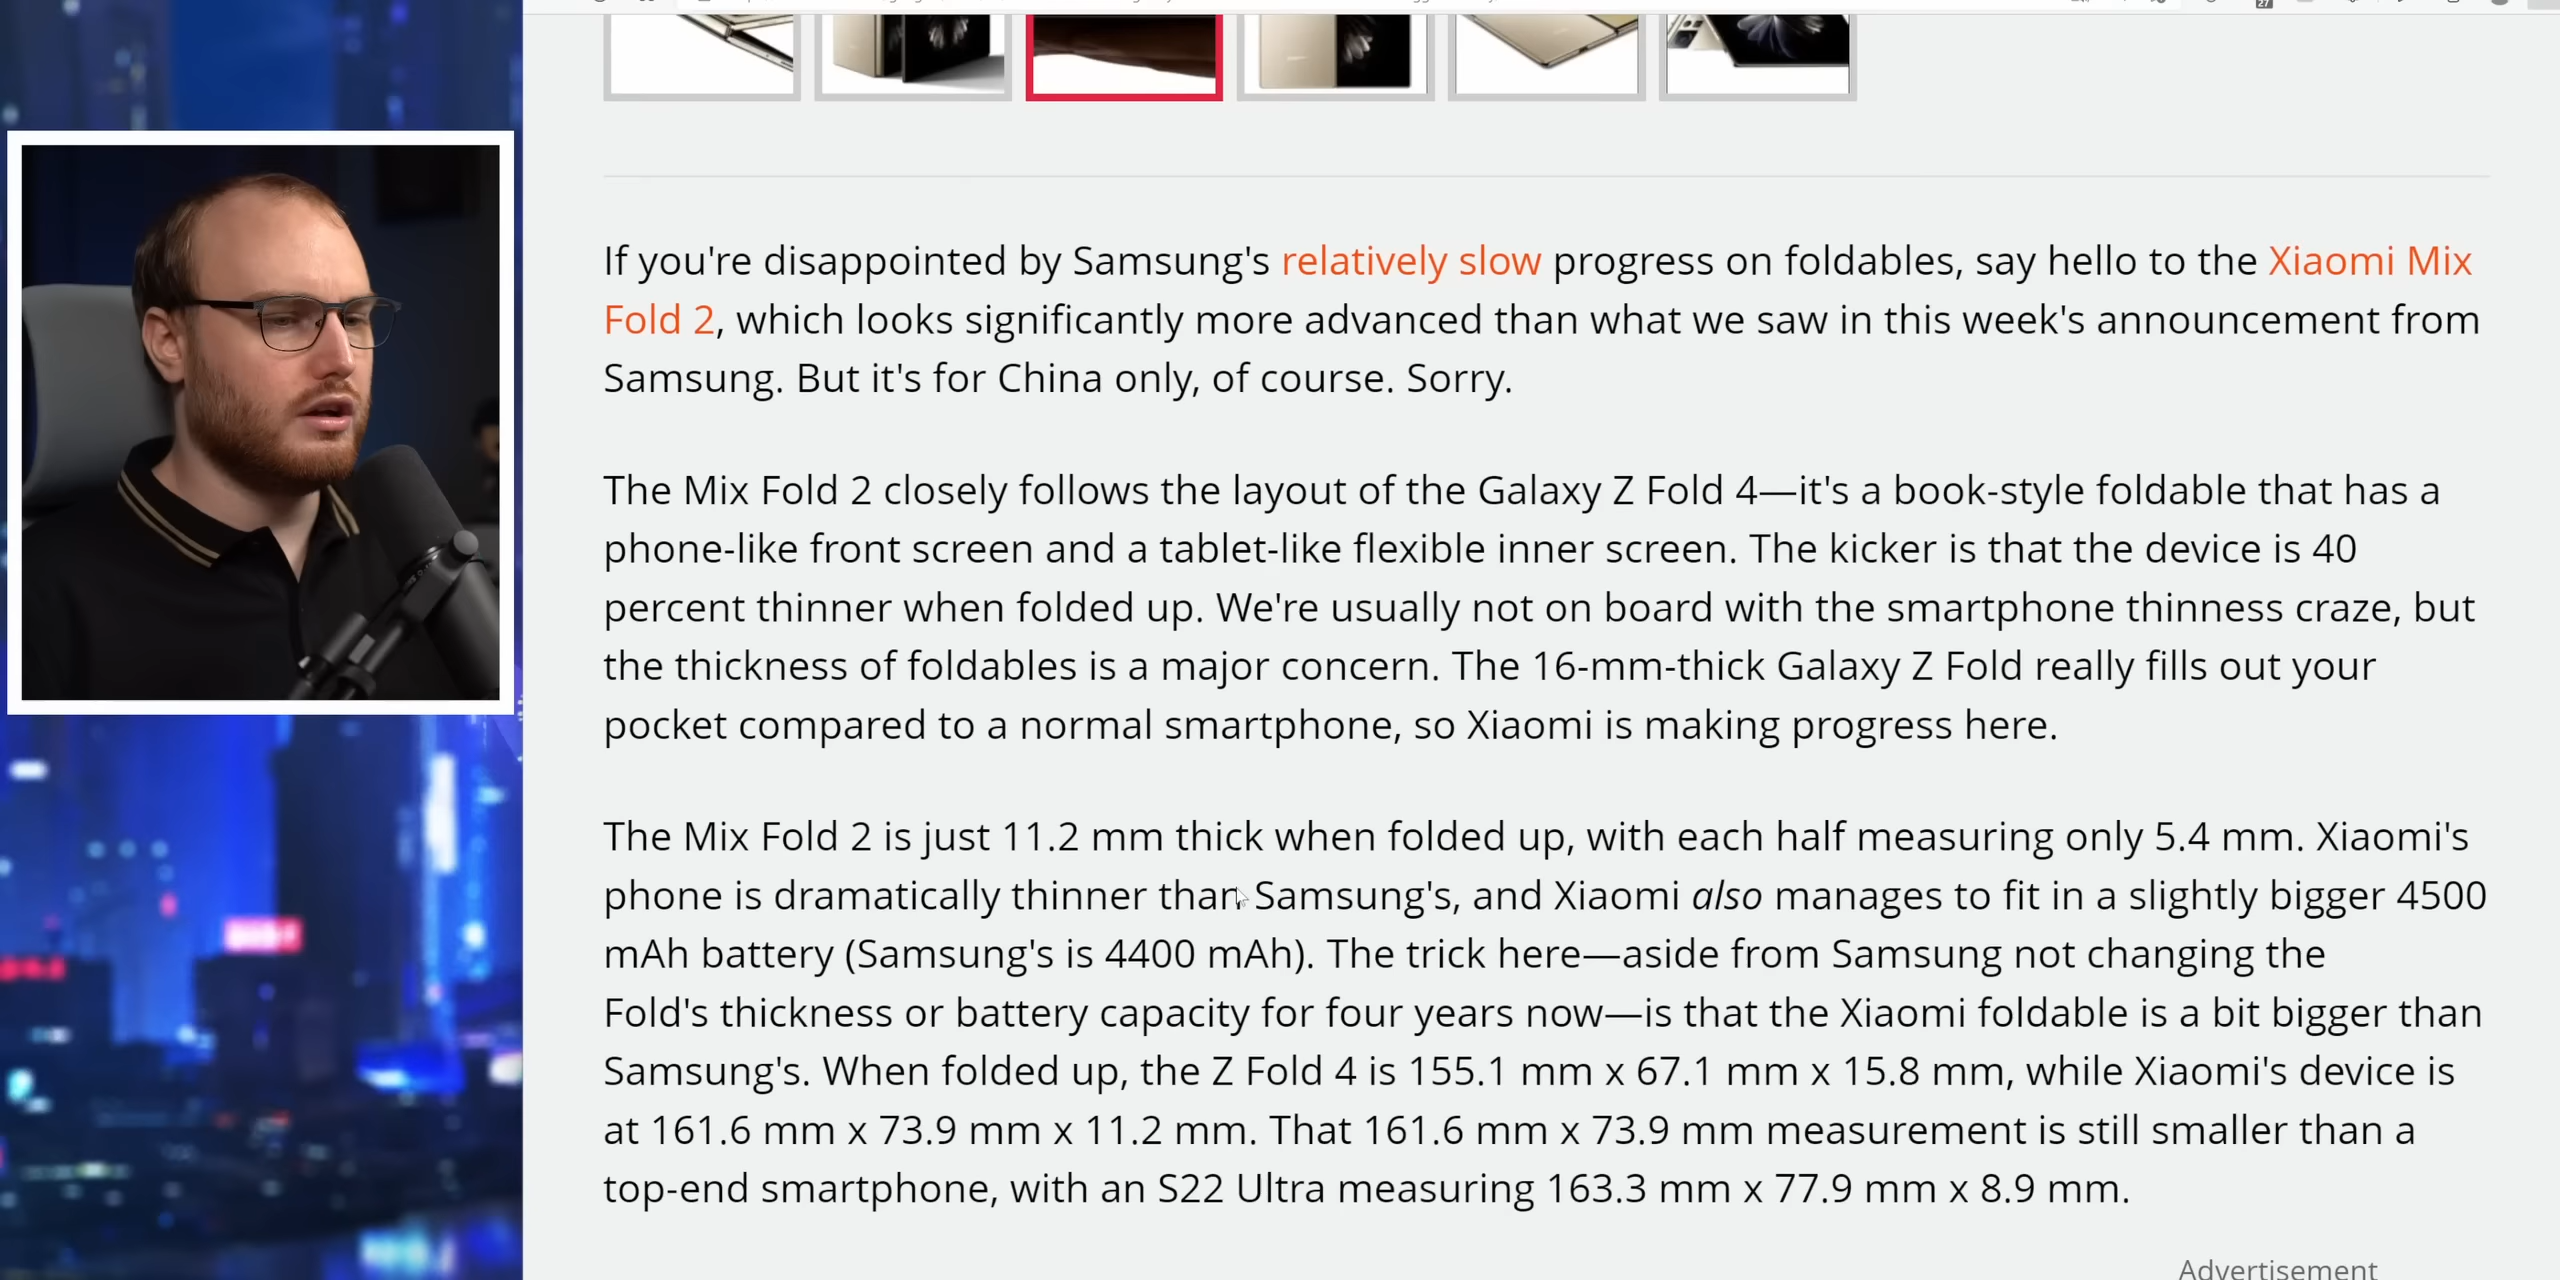 27
If you're disappointed by Samsung's relatively slow progress on foldables, say hello to the Xiaomi Mix
Fold 2, which looks significantly more advanced than what we saw in this week's announcement from
Samsung. But it's for China only, of course. Sorry.
The Mix Fold 2 closely follows the layout of the Galaxy Z Fold 4—it's a book-style foldable that has a
phone-like front screen and a tablet-like flexible inner screen. The kicker is that the device is 40
percent thinner when folded up. We're usually not on board with the smartphone thinness craze, but
the thickness of foldables is a major concern. The 16-mm-thick Galaxy Z Fold really fills out your
pocket compared to a normal smartphone, so Xiaomi is making progress here.
The Mix Fold 2 is just 11.2 mm thick when folded up, with each half measuring only 5.4 mm. Xiaomi's
phone is dramatically thinner than Samsung's, and Xiaomi also manages to fit in a slightly bigger 4500
mAh battery (Samsung's is 4400 mAh). The trick here—aside from Samsung not changing the
Fold's thickness or battery capacity for four years now—is that the Xiaomi foldable is a bit bigger than
Samsung's. When folded up, the Z Fold 4 is 155.1 mm x 67.1 mm x 15.8 mm, while Xiaomi's device is
at 161.6 mm x 73.9 mm x 11.2 mm. That 161.6 mm x 73.9 mm measurement is still smaller than a
top-end smartphone, with an S22 Ultra measuring 163.3 mm x 77.9 mm x 8.9 mm.
Advertisement